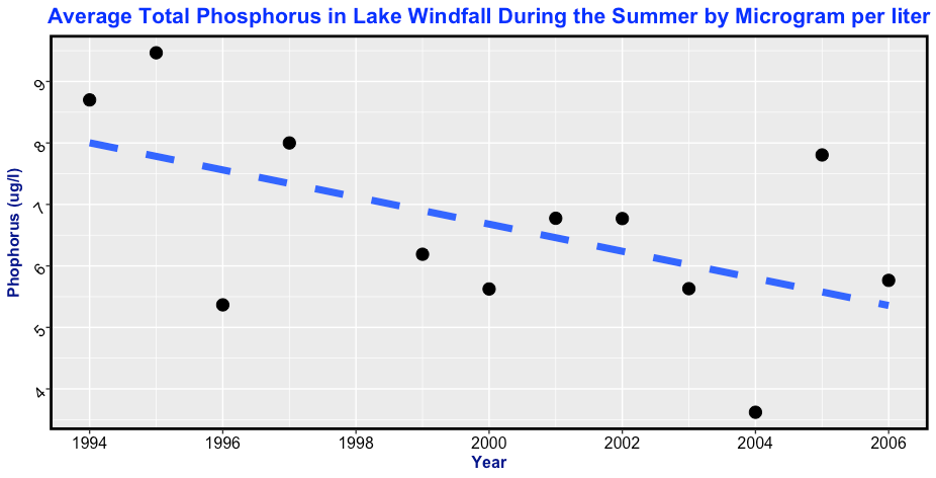 Average Total Phosphorus in Lake Windfall During the Summer by Microgram per liter
Phophorus (ug/l)
9
8
7
6
5
4
1994 1996 1998 2000 2002 2004 2006
Year